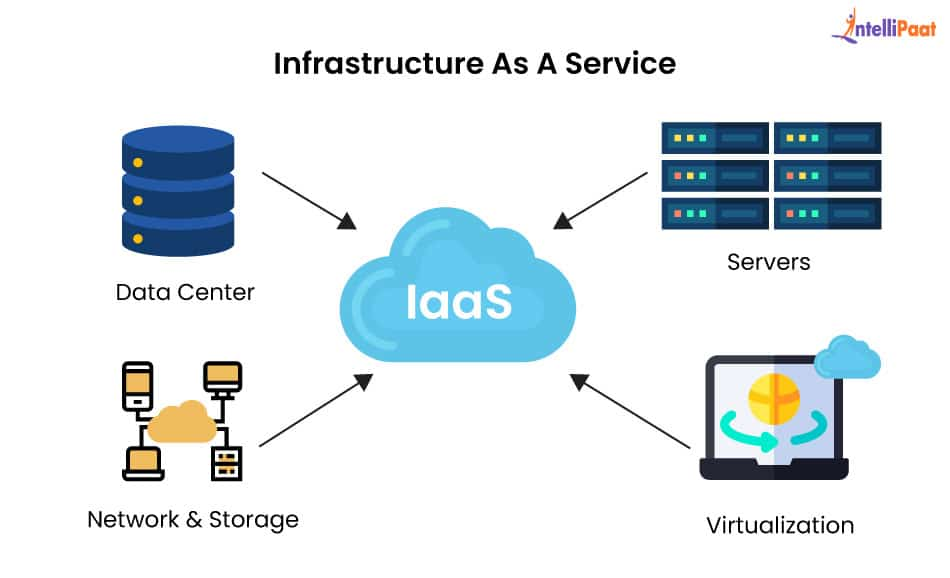 intelliPaat
Infrastructure As A Service
Data Center
Servers
IaaS
Network & Storage
Virtualization